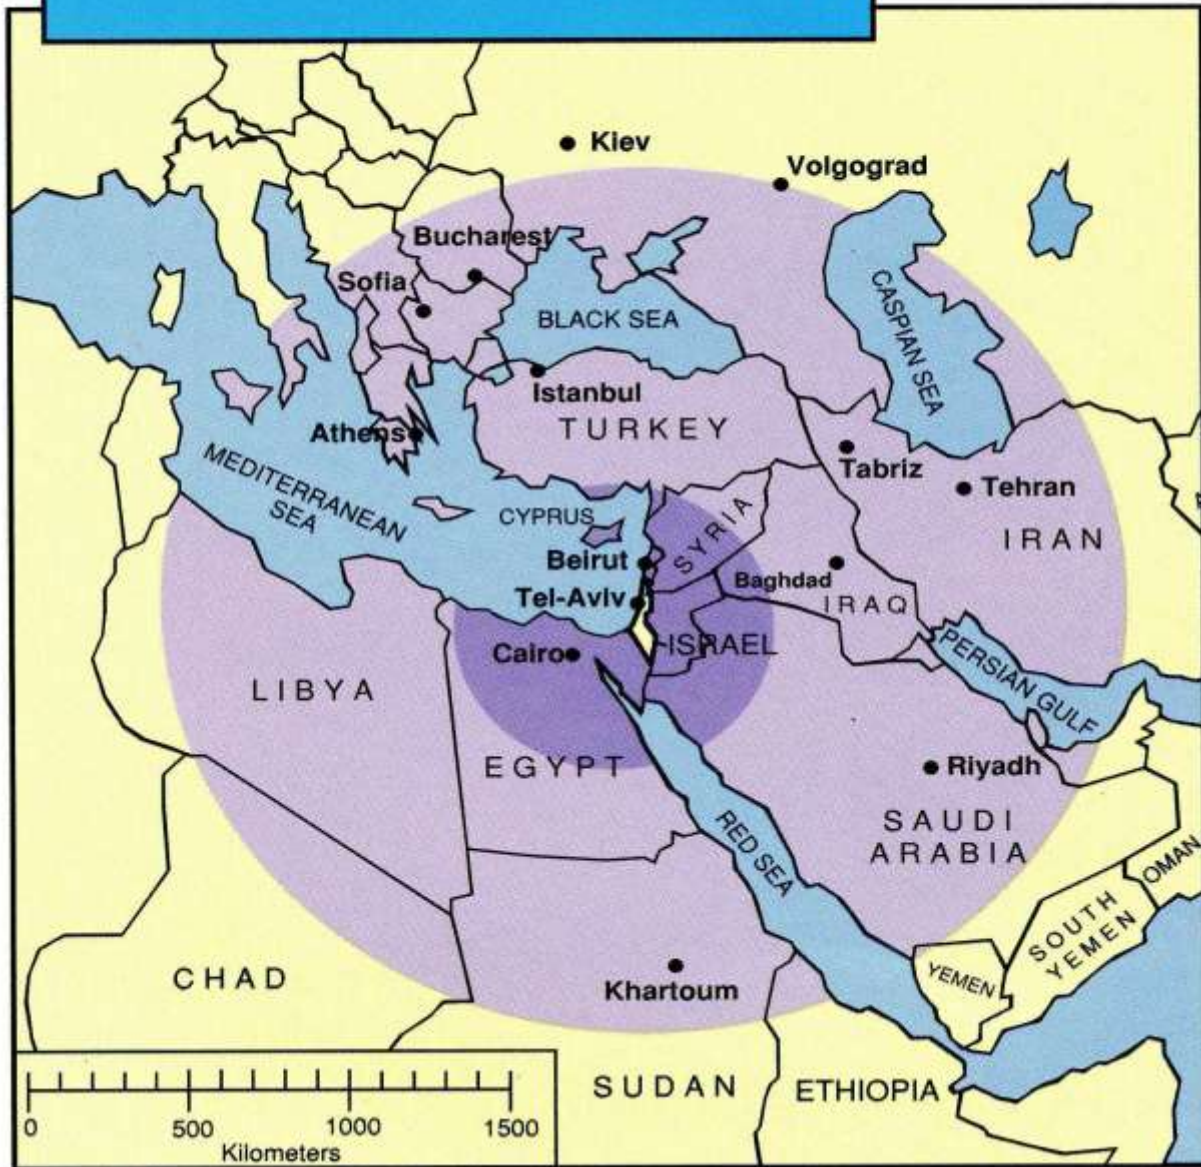 Kiev
Volgograd
Bucharest
Sofia
BLACK SEA
CASPIAN SEA
Istanbul
TURKEY
Athens
Tabriz
Tehran
MEDITERRANEAN
SEA
CYPRUS
SYRIA
IRAN
Beirut
Baghdad
Tel-Aviv
IRAQ
ISRAEL
Cairo
PERSIAN GULF
LIBYA
EGYPT
Riyadh
RED SEA
SAUDI
ARABIA
OMAN
SOUTH
YEMEN
YEMEN
CHAD
Khartoum
SUDAN
ETHIOPIA
0 500 1000 1500
Kilometers